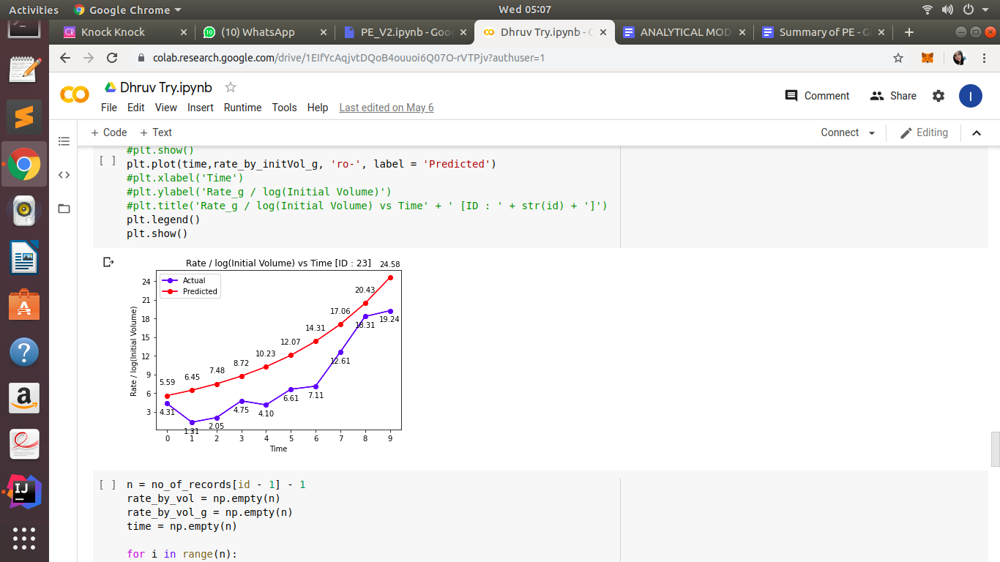 Activities Google Chrome Wed 05:07
CR Knock Knock × 10 (10) WhatsApp × PE_V2.ipynb - Goo × Dhruv Try.ipynb - C × ANALYTICAL MOD × Summary of PE - G ×
colab.research.google.com/drive/1EIfYcAqjvtDQoB4ouuoi6Q07O-rVTPjv?authuser=1
Dhruv Try.ipynb
Comment Share I
File Edit View Insert Runtime Tools Help Last edited on May 6
+ Code + Text Connect Editing
#plt.show()
[ ] plt.plot(time,rate_by_initVol_g, 'ro-', label = 'Predicted')
#plt.xlabel('Time')
#plt.ylabel('Rate_g / log(Initial Volume)')
#plt.title('Rate_g / log(Initial Volume) vs Time' + ' [ID : ' + str(id) + ']')
plt.legend()
plt.show()
Rate / log(Initial Volume) vs Time [ID : 23]
24.58
Actual
Predicted
24
21
18
15
12
9
6
3
Rate / log(Initial Volume)
5.59
6.45
7.48
8.72
10.23
12.07
14.31
17.06
20.43
4.31
1.31
2.05
4.75
4.10
6.61
7.11
12.61
18.31
19.24
0 1 2 3 4 5 6 7 8 9
Time
[ ] n = no_of_records[id - 1] - 1
rate_by_vol = np.empty(n)
rate_by_vol_g = np.empty(n)
time = np.empty(n)
for i in range(n):
A
?
a
IJ